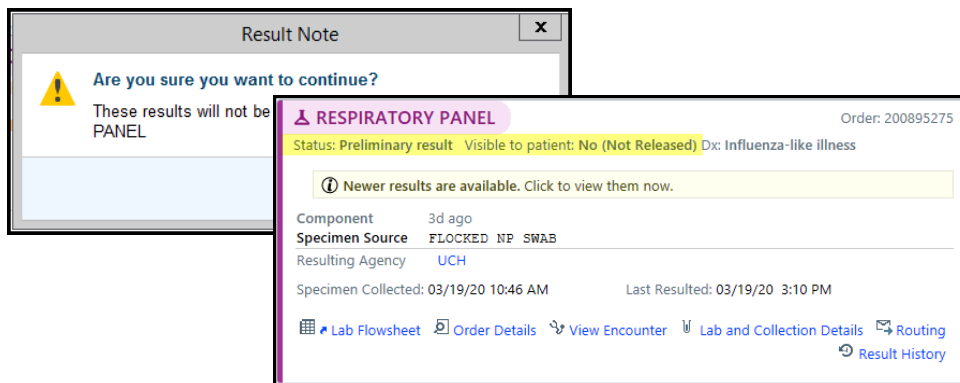 Result Note
x
Are you sure you want to continue?
These results will not be
PANEL
RESPIRATORY PANEL
Order: 200895275
Status: Preliminary result Visible to patient: No (Not Released) Dx: Influenza-like illness
Newer results are available. Click to view them now.
Component 3d ago
Specimen Source FLOCKED NP SWAB
Resulting Agency UCH
Specimen Collected: 03/19/20 10:46 AM Last Resulted: 03/19/20 3:10 PM
Lab Flowsheet Order Details View Encounter Lab and Collection Details Routing
Result History